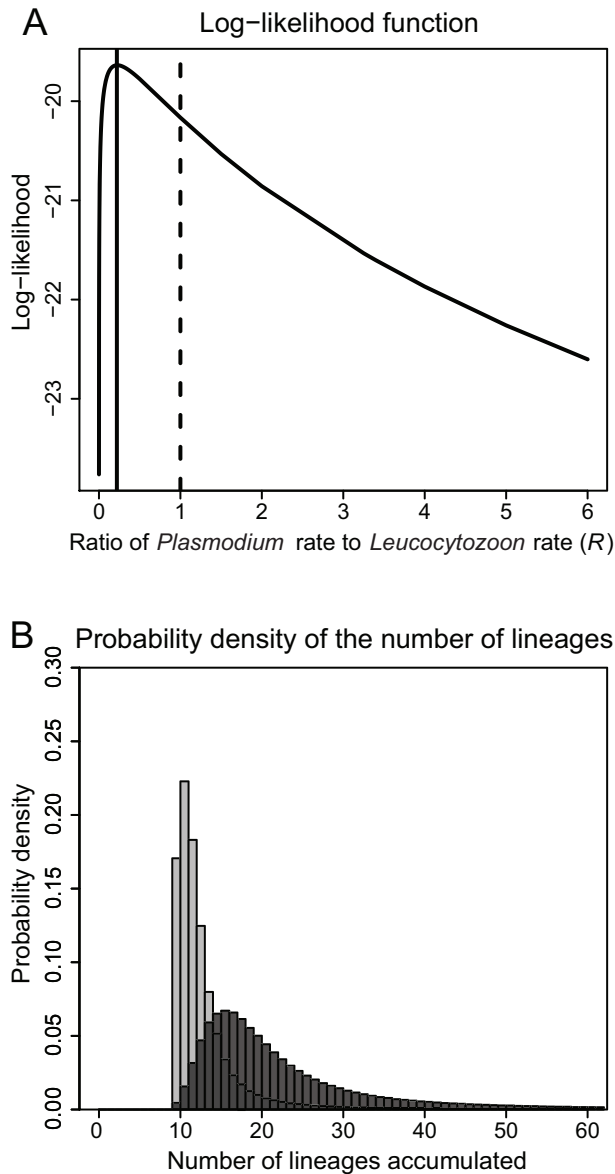 A Log−likelihood function
Log−likelihood
−20
−21
−22
−23
0 1 2 3 4 5 6
Ratio of Plasmodium rate to Leucocytozoon rate (R)
B Probability density of the number of lineages
Probability density
0.30
0.25
0.20
0.15
0.10
0.05
0.00
0 10 20 30 40 50 60
Number of lineages accumulated